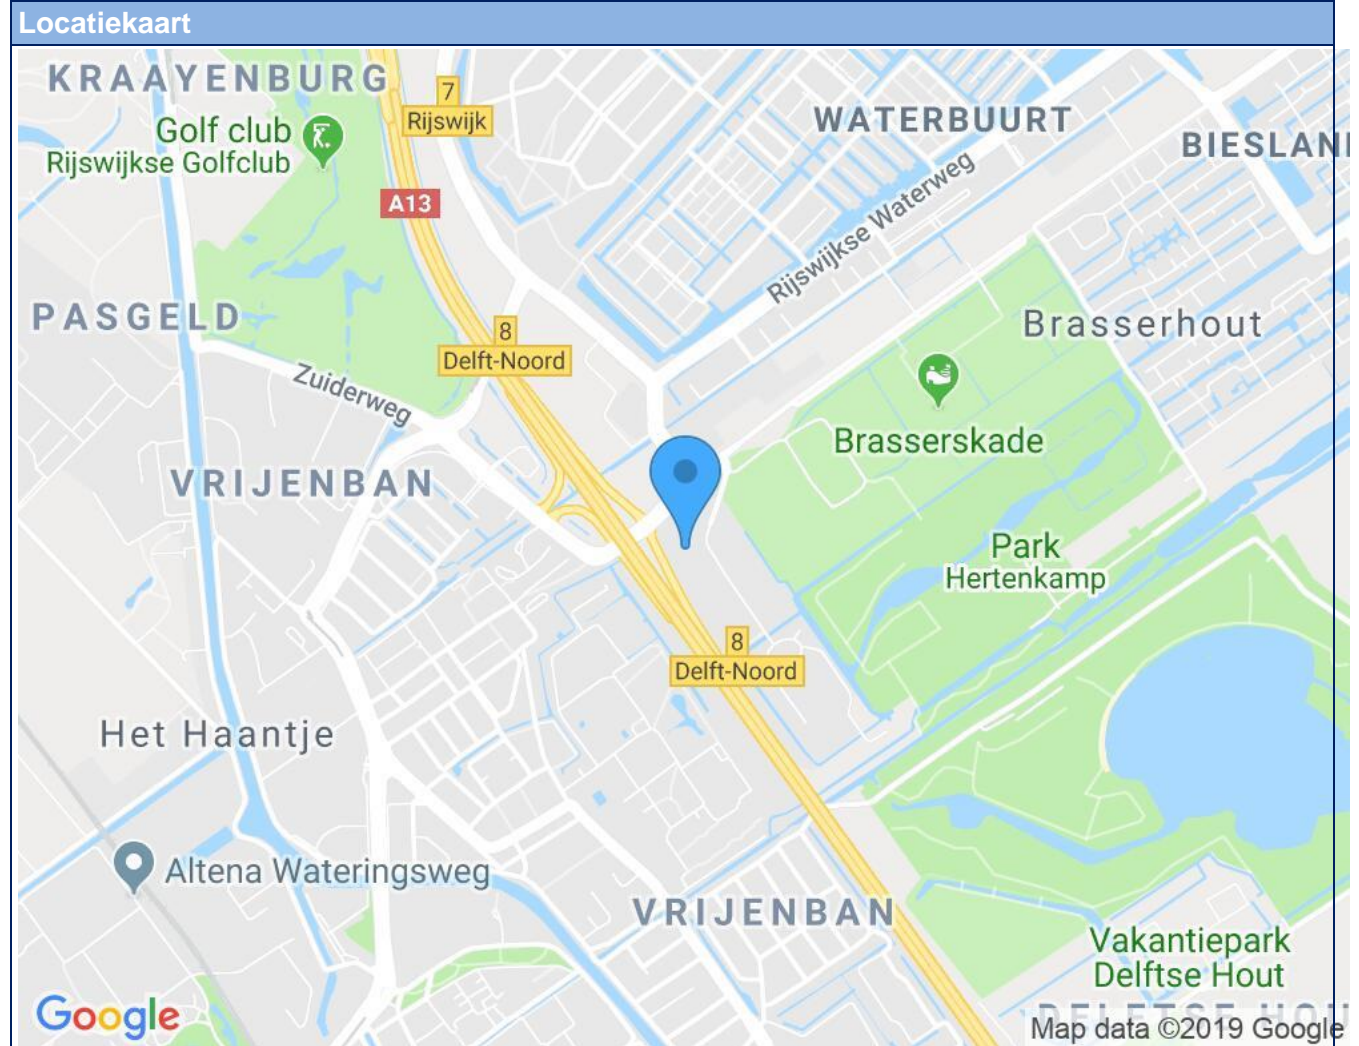 Locatiekaart
KRAAYENBURG
7
Rijswijk
Golf club
Rijswijkse Golfclub
WATERBUURT
BIESLAN
A13
Rijswijkse Waterweg
PASGELD
8
Delft-Noord
Brasserhout
Zuiderweg
Brasserskade
VRIJENBAN
Park
Hertenkamp
8
Delft-Noord
Het Haantje
Altena Wateringsweg
VRIJENBAN
Vakantiepark
Delftse Hout
DELFTSE HOU
Google
Map data ©2019 Google